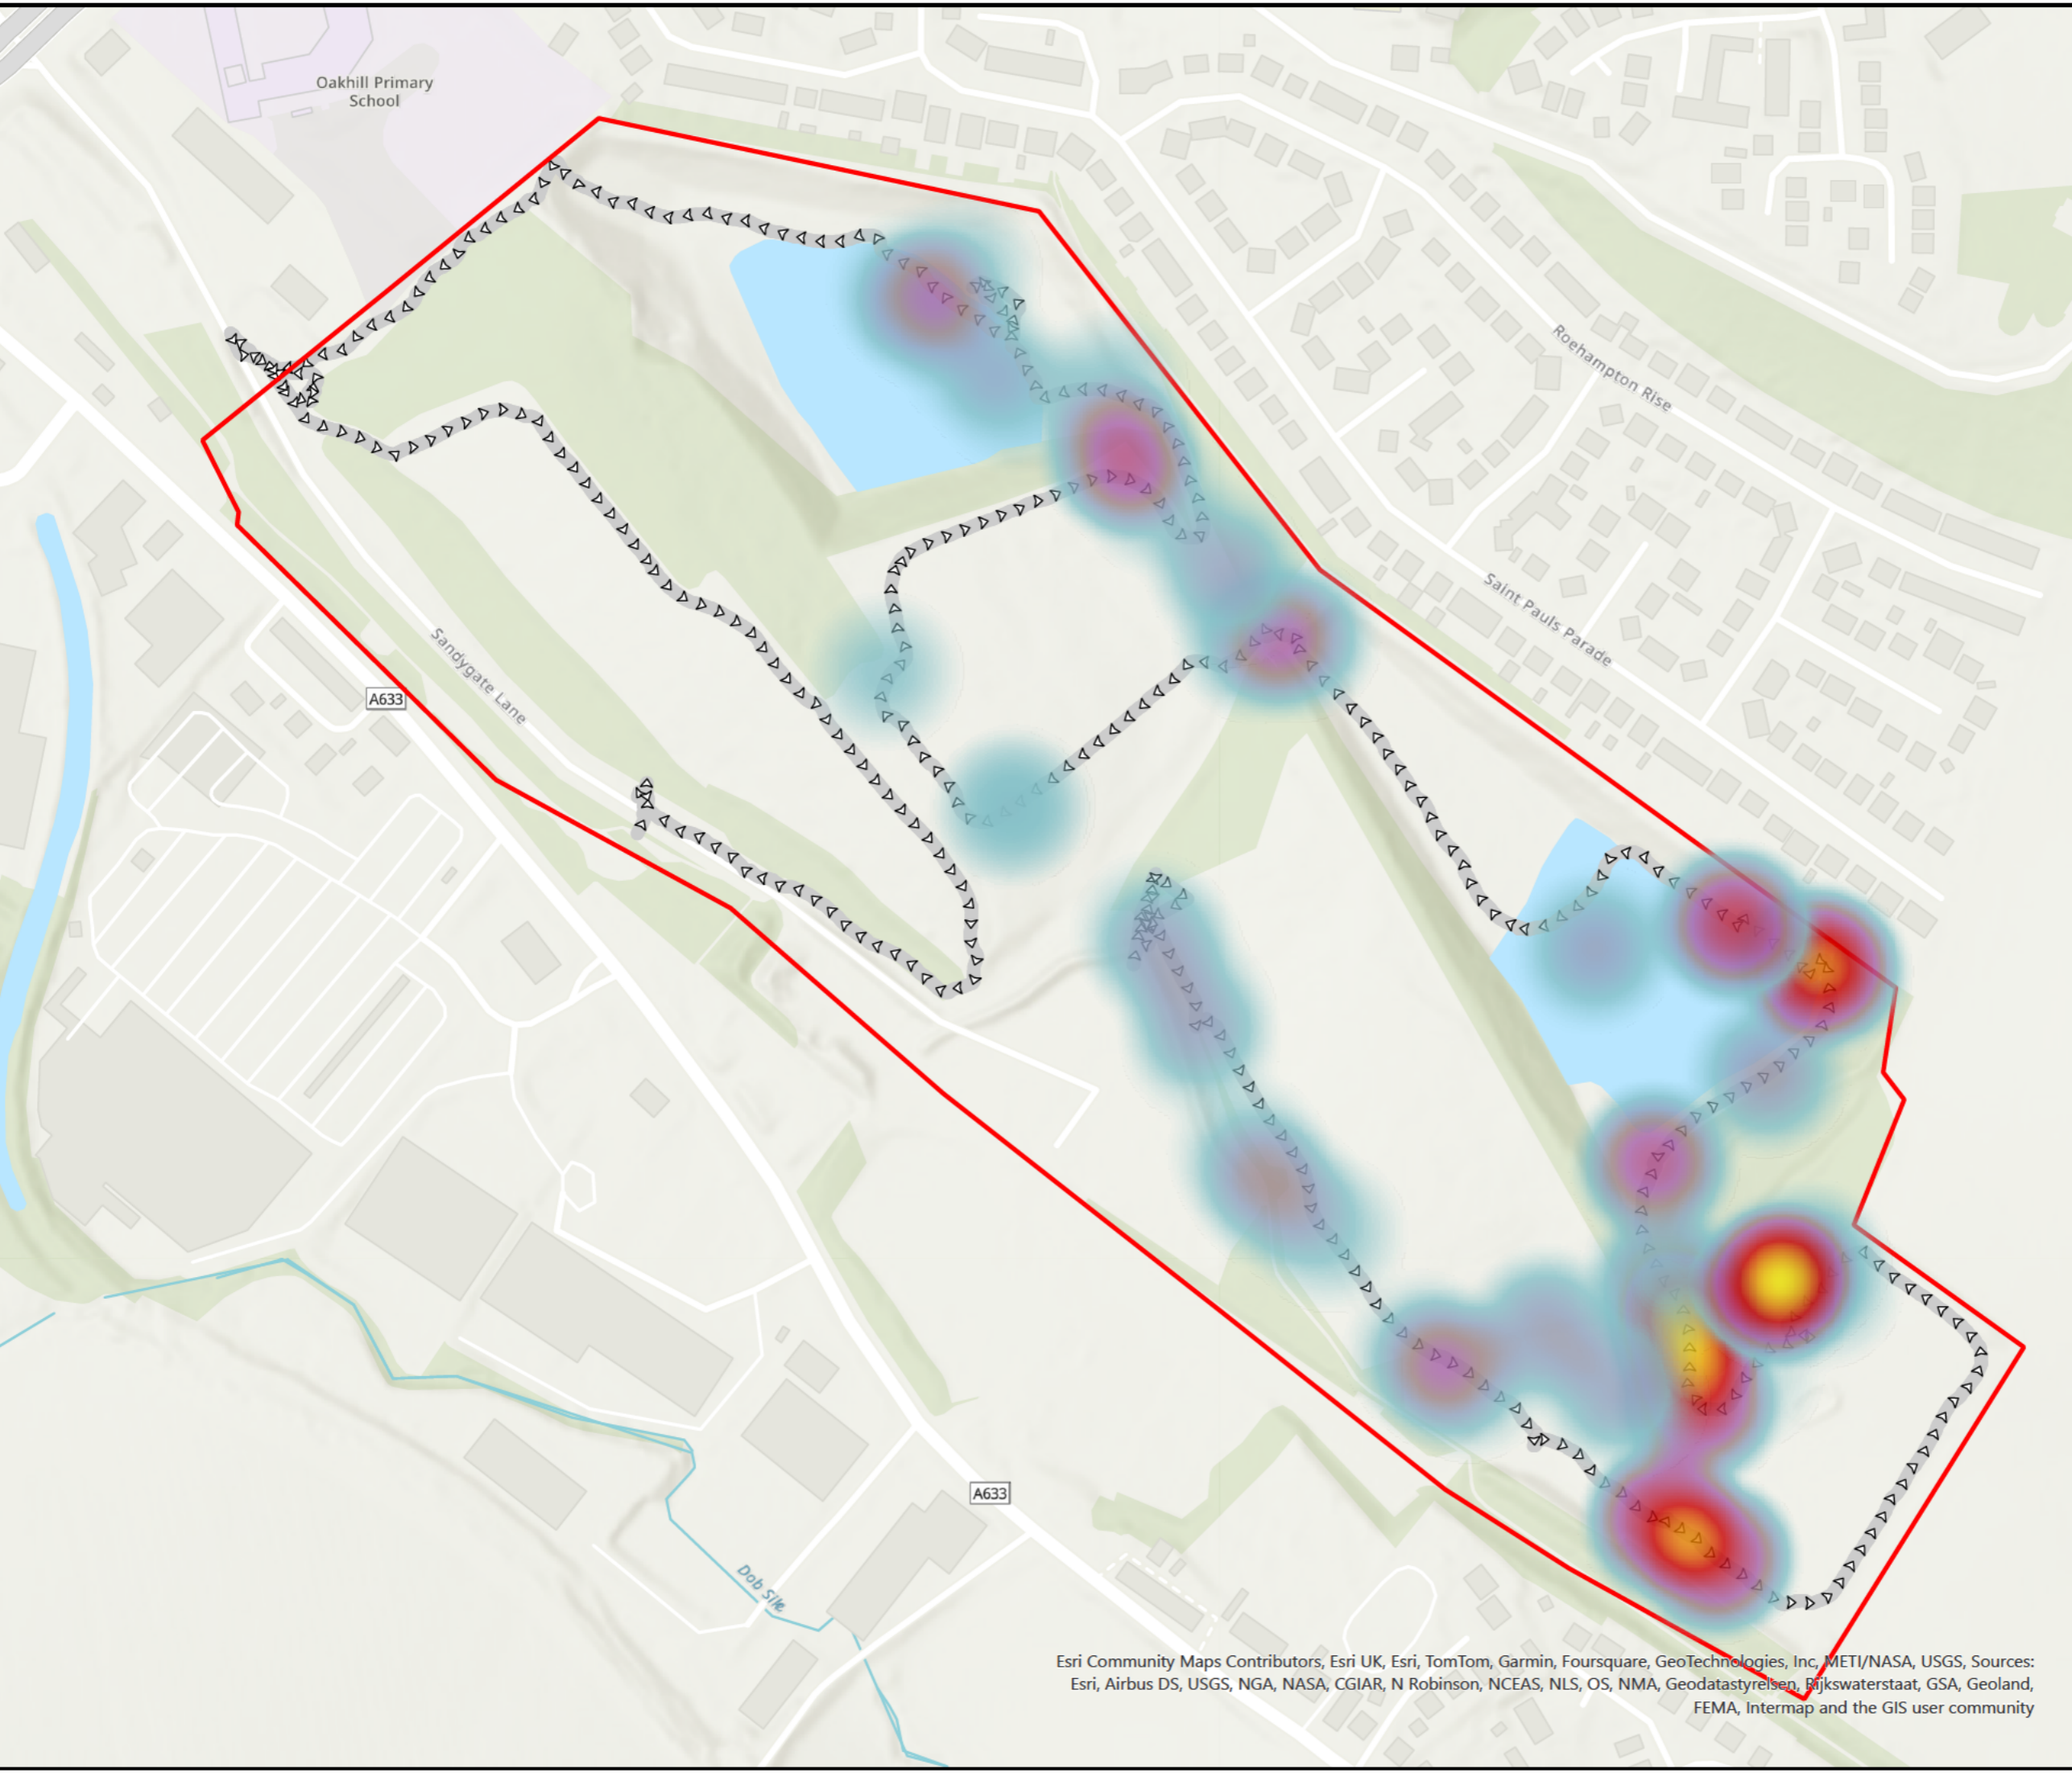 Oakhill Primary
School
Roehampton Rise
Saint Pauls Parade
Sandygate Lane
A633
A633
Dob Sike
Esri Community Maps Contributors, Esri UK, Esri, TomTom, Garmin, Foursquare, GeoTechnologies, Inc, METI/NASA, USGS, Sources:
Esri, Airbus DS, USGS, NGA, NASA, CGIAR, N Robinson, NCEAS, NLS, OS, NMA, Geodatastyrelsen, Rijkswaterstaat, GSA, Geoland,
FEMA, Intermap and the GIS user community